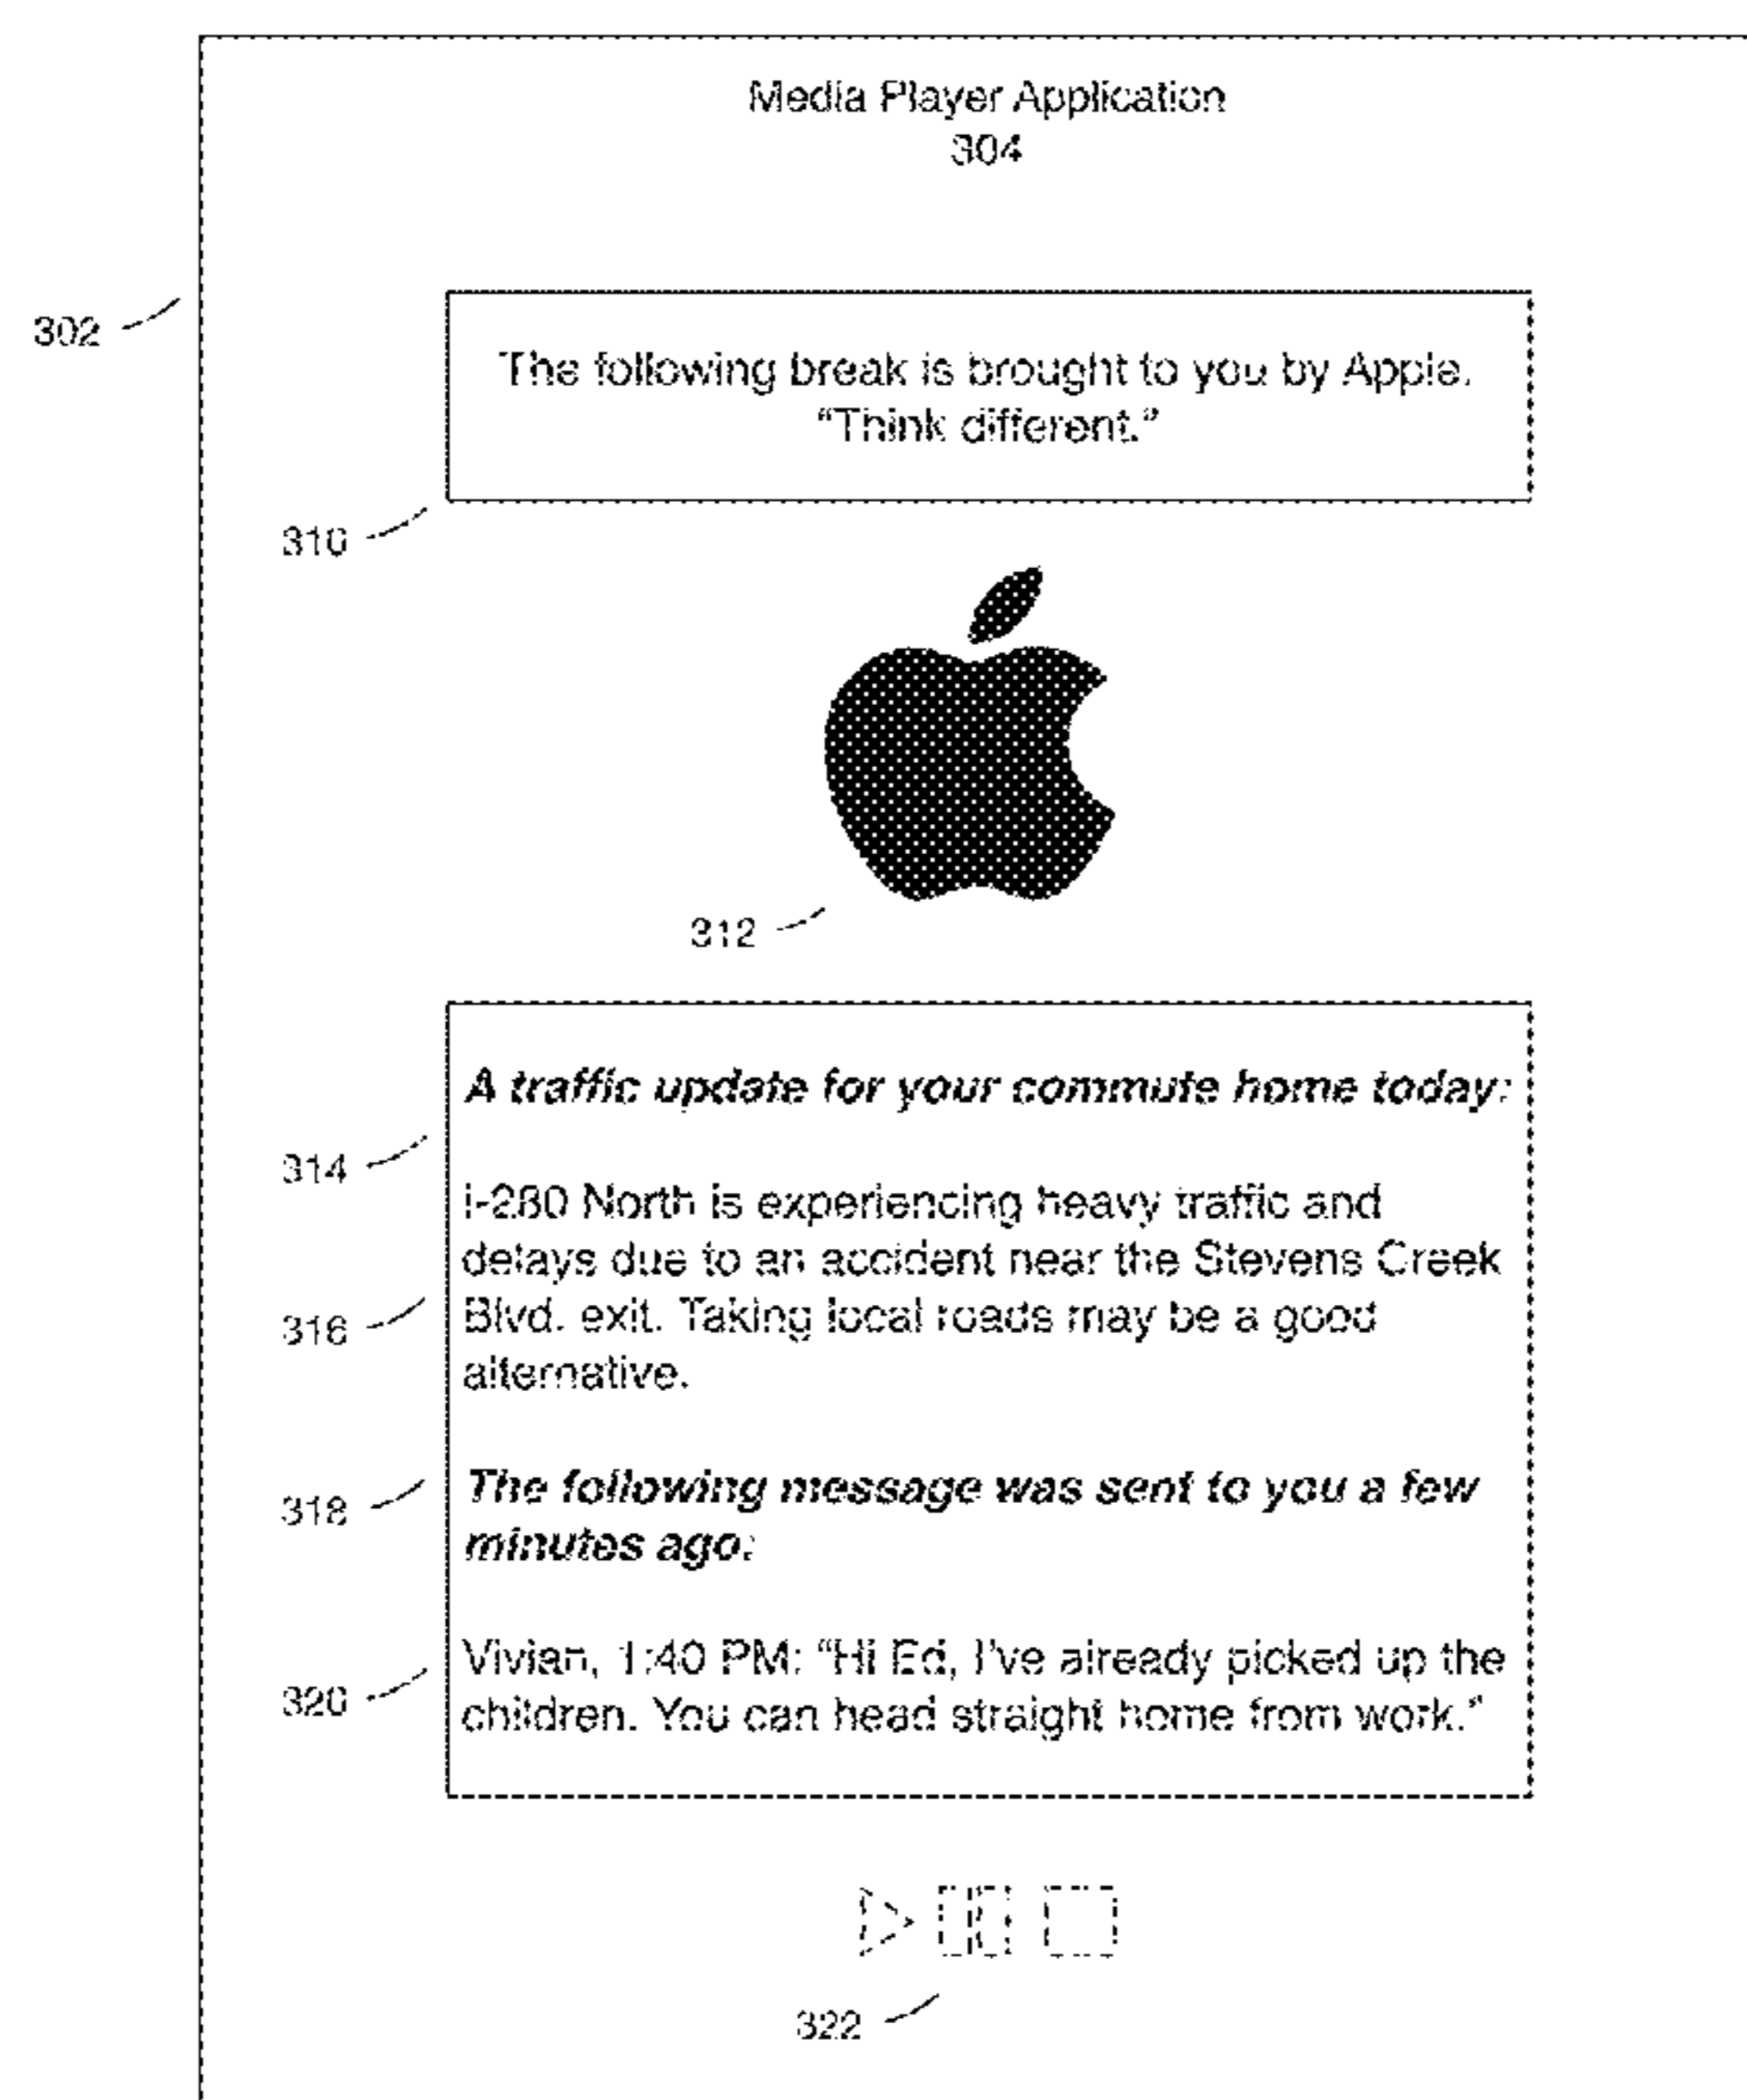 Media Player Application
304
302
The following break is brought to you by Apple.
"Think different."
310
312
A traffic update for your commute home today:
314
I-280 North is experiencing heavy traffic and
delays due to an accident near the Stevens Creek
316
Blvd. exit. Taking local roads may be a good
alternative.
318
The following message was sent to you a few
minutes ago:
320
Vivian, 1:40 PM: "Hi Ed, I've already picked up the
children. You can head straight home from work."
322